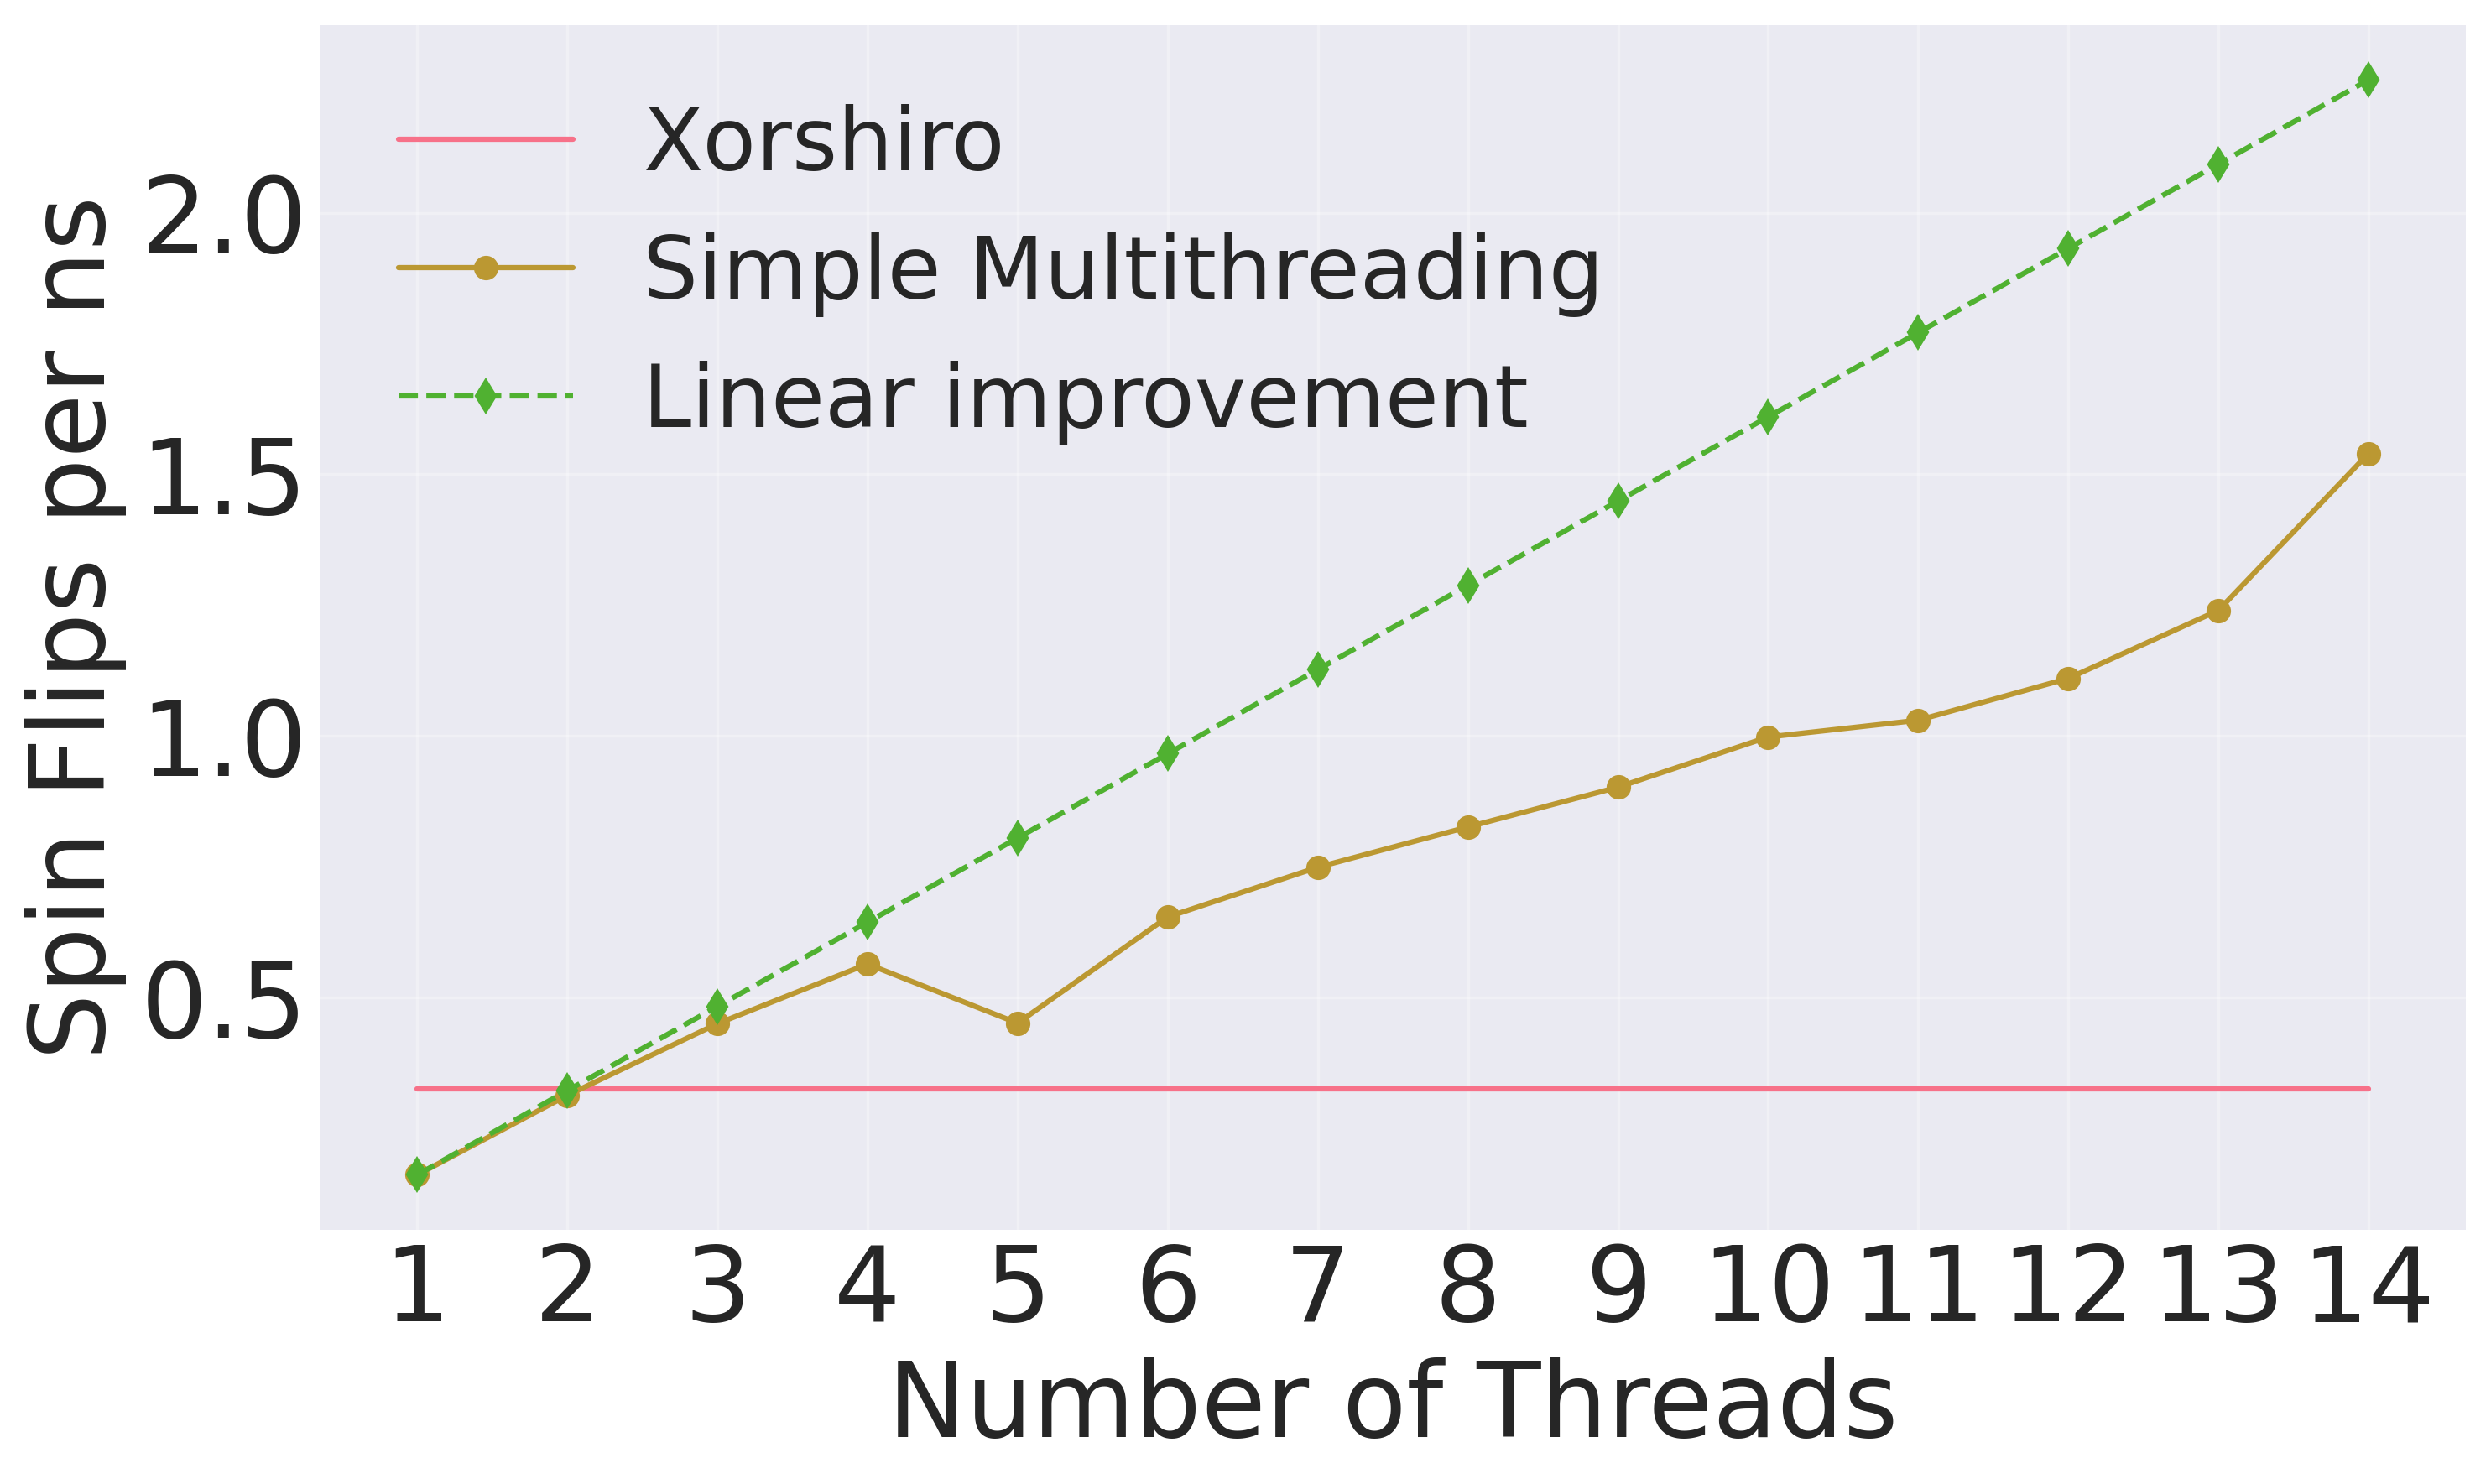 Xorshiro
Simple Multithreading
Linear improvement
Spin Flips per ns
2.0
1.5
1.0
0.5
1 2 3 4 5 6 7 8 9 10 11 12 13 14
Number of Threads